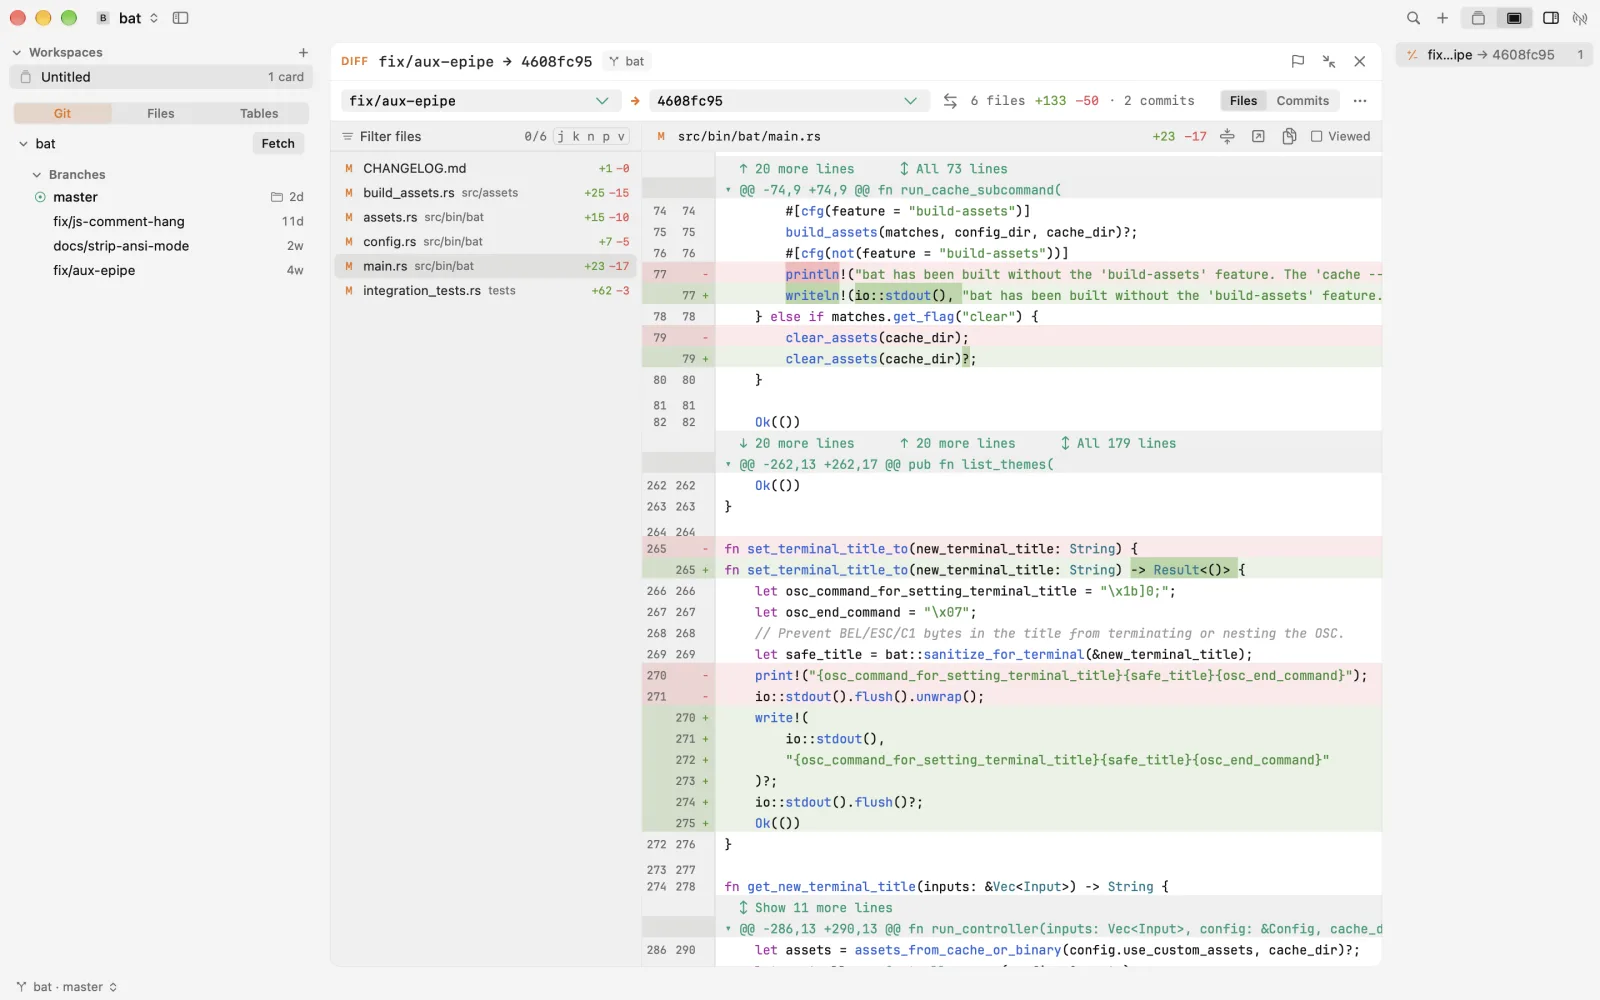 B bat
Workspaces
Untitled 1 card
Git Files Tables
bat Fetch
Branches
master 2d
fix/js-comment-hang 11d
docs/strip-ansi-mode 2w
fix/aux-epipe 4w
bat · master
DIFF fix/aux-epipe → 4608fc95 bat
fix/aux-epipe → 4608fc95 6 files +133 −50 · 2 commits Files Commits ···
Filter files 0/6 j k n p v
M CHANGELOG.md +1 −0
M build_assets.rs src/assets +25 −15
M assets.rs src/bin/bat +15 −10
M config.rs src/bin/bat +7 −5
M main.rs src/bin/bat +23 −17
M integration_tests.rs tests +62 −3
M src/bin/bat/main.rs +23 −17 Viewed
↑ 20 more lines ↕ All 73 lines
@@ -74,9 +74,9 @@ fn run_cache_subcommand(
74 74 #[cfg(feature = "build-assets")]
75 75 build_assets(matches, config_dir, cache_dir)?;
76 76 #[cfg(not(feature = "build-assets"))]
77 - println!("bat has been built without the 'build-assets' feature. The 'cache --
77 + writeln!(io::stdout(), "bat has been built without the 'build-assets' feature.
78 78 } else if matches.get_flag("clear") {
79 - clear_assets(cache_dir);
79 + clear_assets(cache_dir)?;
80 80 }
81 81
82 82 Ok(())
↓ 20 more lines ↑ 20 more lines ↕ All 179 lines
@@ -262,13 +262,17 @@ pub fn list_themes(
262 262 Ok(())
263 263 }
264 264
265 - fn set_terminal_title_to(new_terminal_title: String) {
265 + fn set_terminal_title_to(new_terminal_title: String) -> Result<()> {
266 266 let osc_command_for_setting_terminal_title = "\x1b]0;";
267 267 let osc_end_command = "\x07";
268 268 // Prevent BEL/ESC/C1 bytes in the title from terminating or nesting the OSC.
269 269 let safe_title = bat::sanitize_for_terminal(&new_terminal_title);
270 - print!("{osc_command_for_setting_terminal_title}{safe_title}{osc_end_command}");
271 - io::stdout().flush().unwrap();
270 + write!(
271 + io::stdout(),
272 + "{osc_command_for_setting_terminal_title}{safe_title}{osc_end_command}"
273 + )?;
274 + io::stdout().flush()?;
275 + Ok(())
272 276 }
273 277
274 278 fn get_new_terminal_title(inputs: &Vec<Input>) -> String {
↕ Show 11 more lines
@@ -286,13 +290,13 @@ fn run_controller(inputs: Vec<Input>, config: &Config, cache_d
286 290 let assets = assets_from_cache_or_binary(config.use_custom_assets, cache_dir)?;
fix...ipe → 4608fc95 1